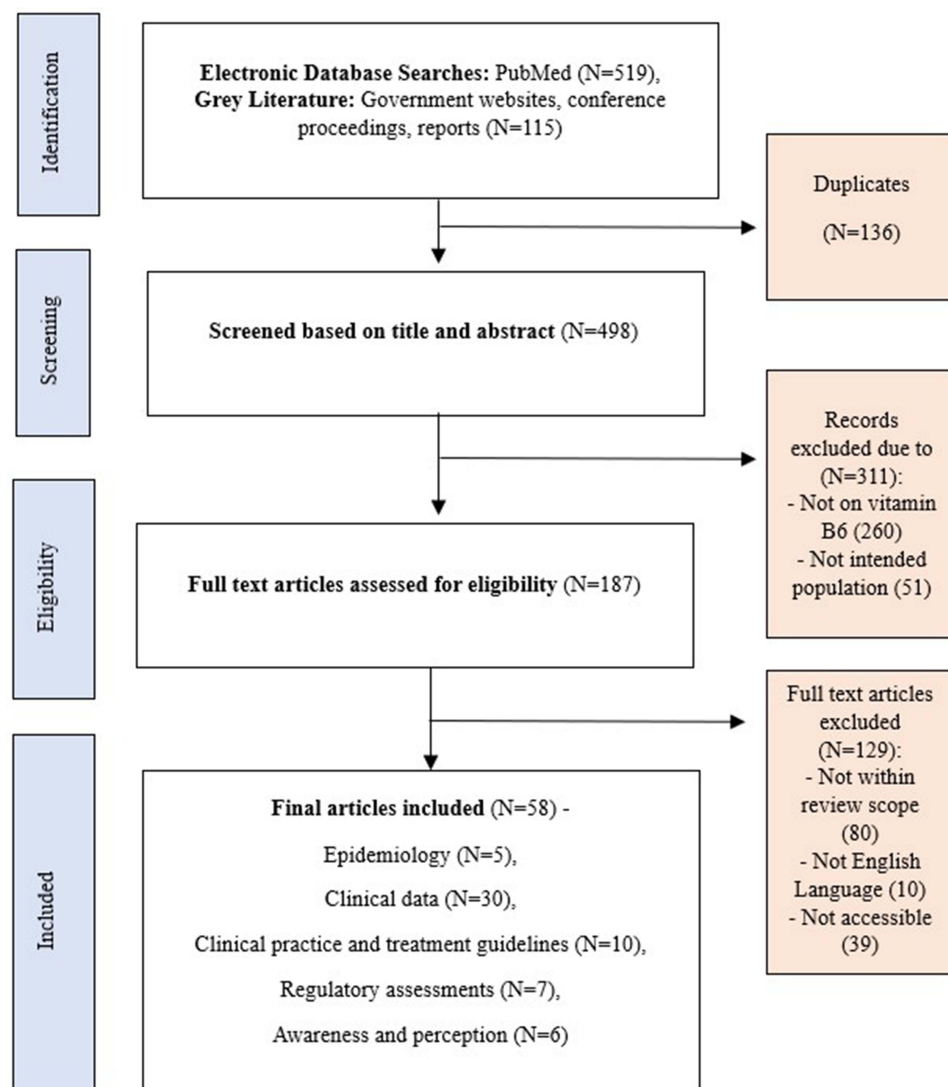 Identification
Electronic Database Searches: PubMed (N=519),
Grey Literature: Government websites, conference
proceedings, reports (N=115)
Duplicates
(N=136)
Screening
Screened based on title and abstract (N=498)
Records
excluded due to
(N=311):
- Not on vitamin
B6 (260)
- Not intended
population (51)
Eligibility
Full text articles assessed for eligibility (N=187)
Full text articles
excluded
(N=129):
- Not within
review scope
(80)
- Not English
Language (10)
- Not accessible
(39)
Included
Final articles included (N=58) -
Epidemiology (N=5),
Clinical data (N=30),
Clinical practice and treatment guidelines (N=10),
Regulatory assessments (N=7),
Awareness and perception (N=6)